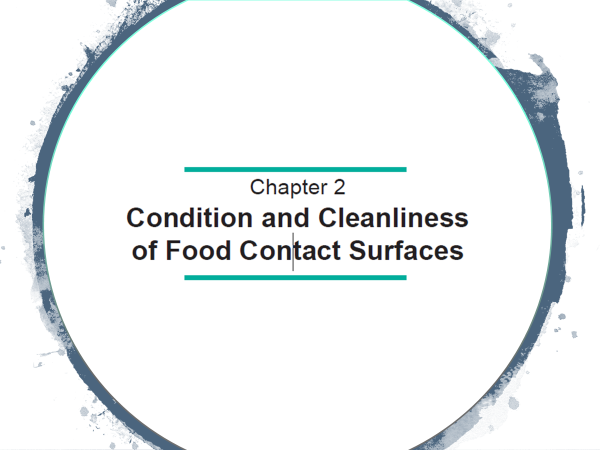 Chapter 2
Condition and Cleanliness
of Food Contact Surfaces